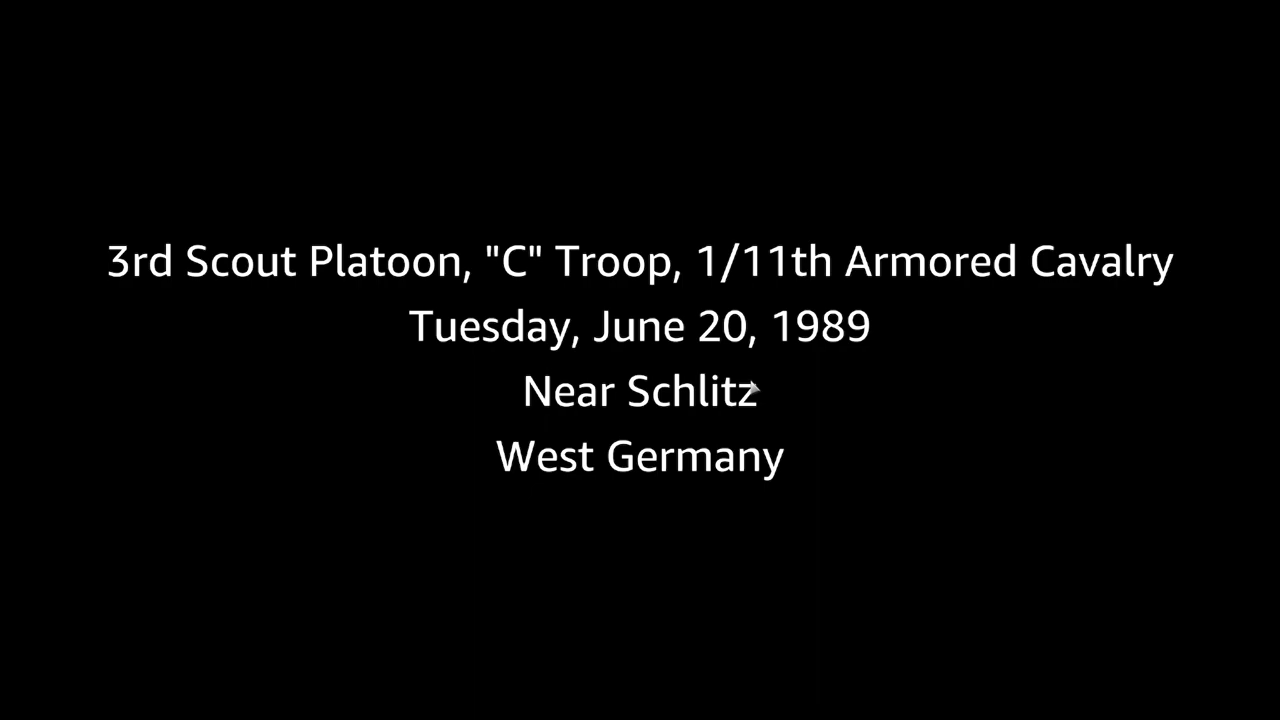 3rd Scout Platoon, "C" Troop, 1/11th Armored Cavalry
Tuesday, June 20, 1989
Near Schlitz
West Germany